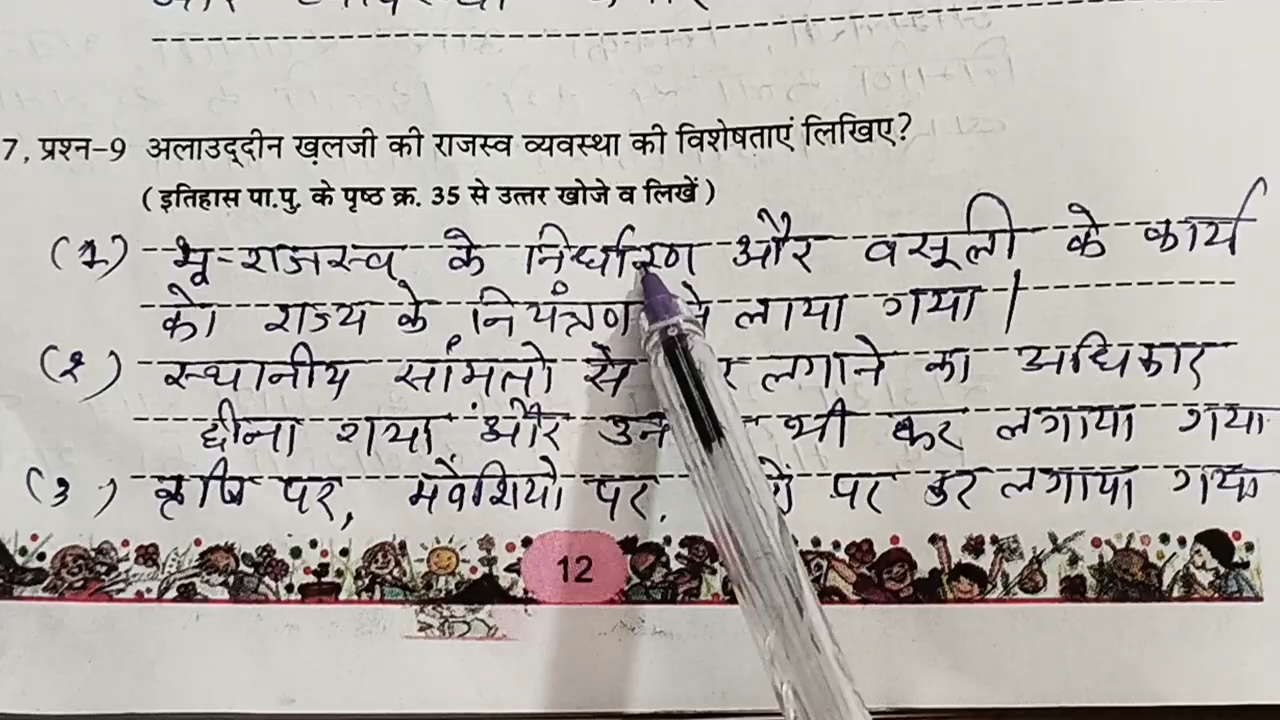 7, प्रश्न-9 अलाउद्दीन ख़लजी की राजस्व व्यवस्था की विशेषताएं लिखिए?
( इतिहास पा.पु. के पृष्ठ क्र. 35 से उत्तर खोजे व लिखें )
(1) भू-राजस्व के निर्धारण और वसूली के कार्य
को राज्य के नियंत्रण लाया गया |
(2) स्थानीय सांमतो से लगाने का अधिकार
छीना गया और उन भी कर लगाया गया
(3) कृषि पर, मवेशियो पर, पर कर लगाया गया
12